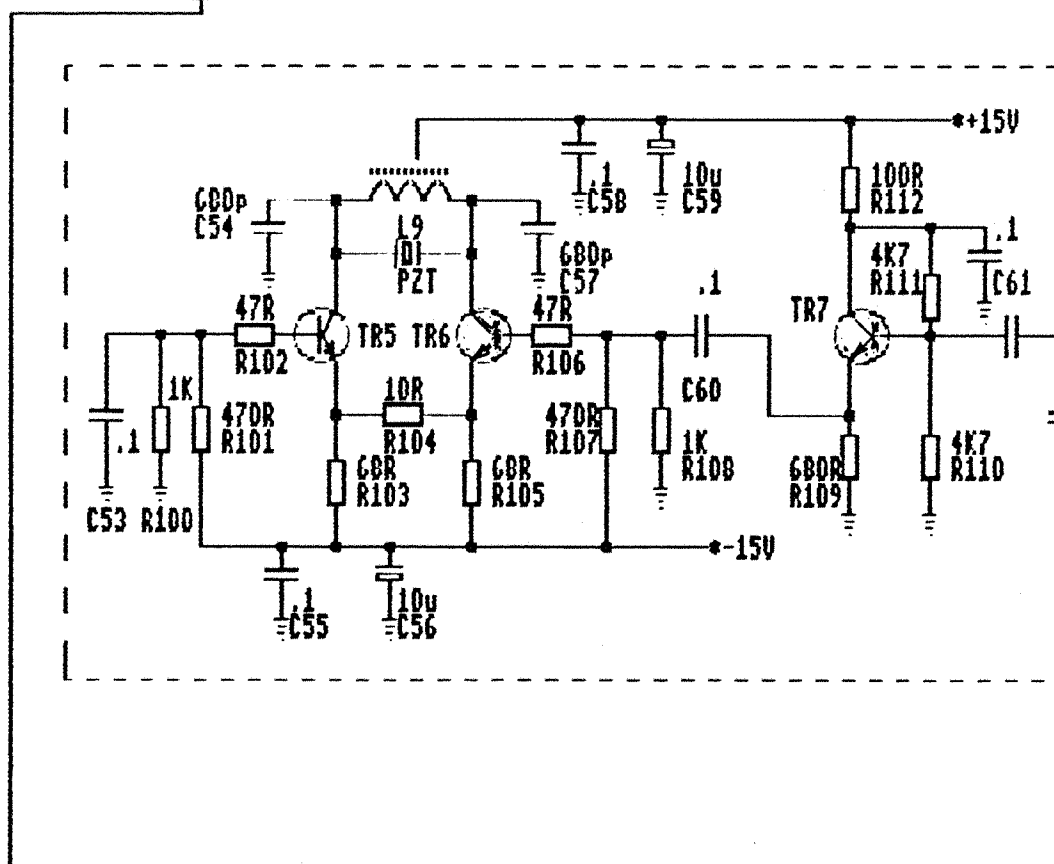 *+15V
.1
C58
10u
C59
100R
R112
680p
C54
L9
PZT
680p
C57
.1
4K7
R111
.1
C61
TR7
47R
R102
TR5
TR6
47R
R106
1K
.1
470R
R101
10R
R104
470R
R107
C60
1K
R108
68R
R103
68R
R105
680R
R109
4K7
R110
C53
R100
*-15V
.1
C55
10u
C56